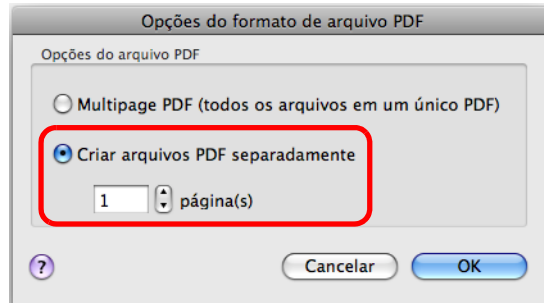 Opções do formato de arquivo PDF
Opções do arquivo PDF
Multipage PDF (todos os arquivos em um único PDF)
Criar arquivos PDF separadamente
1 página(s)
?
Cancelar OK